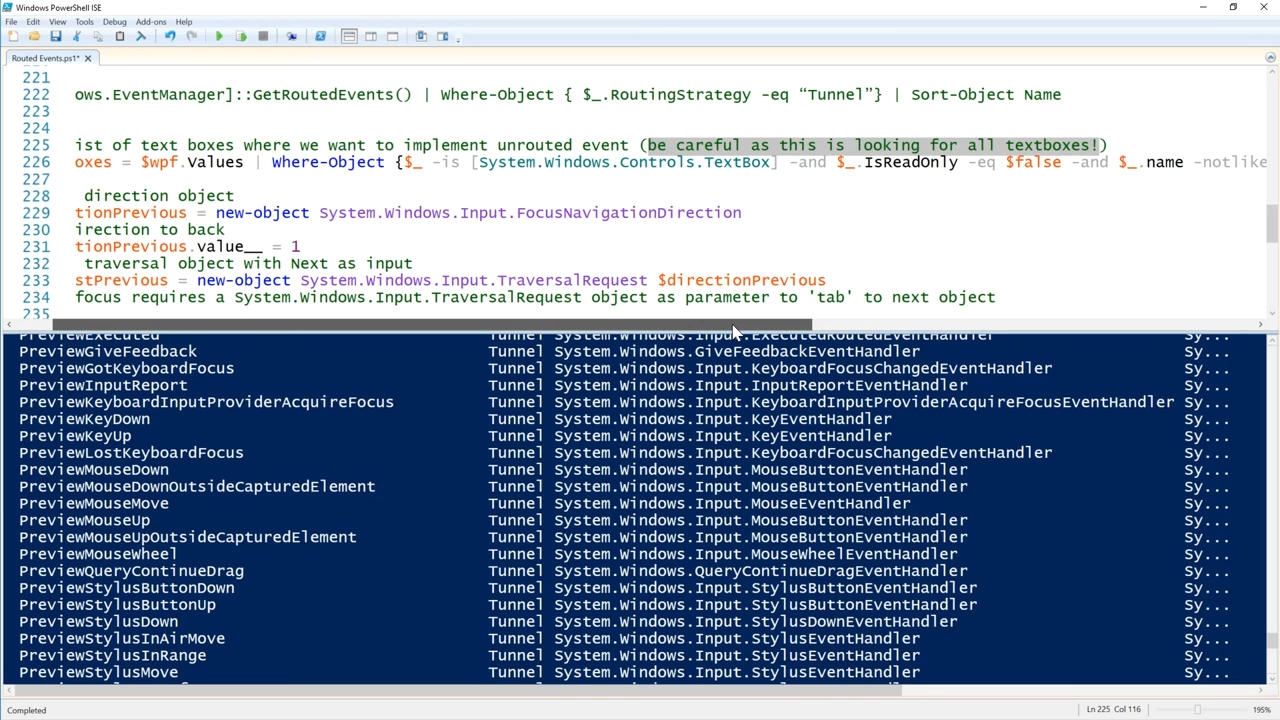 Windows PowerShell ISE
File Edit View Tools Debug Add-ons Help
Routed Events.ps1* X
221
222 ows.EventManager]::GetRoutedEvents() | Where-Object { $_.RoutingStrategy -eq “Tunnel”} | Sort-Object Name
223
224
225 ist of text boxes where we want to implement unrouted event (be careful as this is looking for all textboxes!)
226 oxes = $wpf.Values | Where-Object {$_ -is [System.Windows.Controls.TextBox] -and $_.IsReadOnly -eq $false -and $_.name -notlike
227
228 direction object
229 tionPrevious = new-object System.Windows.Input.FocusNavigationDirection
230 irection to back
231 tionPrevious.value__ = 1
232 traversal object with Next as input
233 stPrevious = new-object System.Windows.Input.TraversalRequest $directionPrevious
234 focus requires a System.Windows.Input.TraversalRequest object as parameter to 'tab' to next object
235
PreviewExecuted Tunnel System.Windows.Input.ExecutedRoutedEventHandler Sy...
PreviewGiveFeedback Tunnel System.Windows.GiveFeedbackEventHandler Sy...
PreviewGotKeyboardFocus Tunnel System.Windows.Input.KeyboardFocusChangedEventHandler Sy...
PreviewInputReport Tunnel System.Windows.Input.InputReportEventHandler Sy...
PreviewKeyboardInputProviderAcquireFocus Tunnel System.Windows.Input.KeyboardInputProviderAcquireFocusEventHandler Sy...
PreviewKeyDown Tunnel System.Windows.Input.KeyEventHandler Sy...
PreviewKeyUp Tunnel System.Windows.Input.KeyEventHandler Sy...
PreviewLostKeyboardFocus Tunnel System.Windows.Input.KeyboardFocusChangedEventHandler Sy...
PreviewMouseDown Tunnel System.Windows.Input.MouseButtonEventHandler Sy...
PreviewMouseDownOutsideCapturedElement Tunnel System.Windows.Input.MouseButtonEventHandler Sy...
PreviewMouseMove Tunnel System.Windows.Input.MouseEventHandler Sy...
PreviewMouseUp Tunnel System.Windows.Input.MouseButtonEventHandler Sy...
PreviewMouseUpOutsideCapturedElement Tunnel System.Windows.Input.MouseButtonEventHandler Sy...
PreviewMouseWheel Tunnel System.Windows.Input.MouseWheelEventHandler Sy...
PreviewQueryContinueDrag Tunnel System.Windows.QueryContinueDragEventHandler Sy...
PreviewStylusButtonDown Tunnel System.Windows.Input.StylusButtonEventHandler Sy...
PreviewStylusButtonUp Tunnel System.Windows.Input.StylusButtonEventHandler Sy...
PreviewStylusDown Tunnel System.Windows.Input.StylusDownEventHandler Sy...
PreviewStylusInAirMove Tunnel System.Windows.Input.StylusEventHandler Sy...
PreviewStylusInRange Tunnel System.Windows.Input.StylusEventHandler Sy...
PreviewStylusMove Tunnel System.Windows.Input.StylusEventHandler Sy...
Completed Ln 225 Col 116 195%